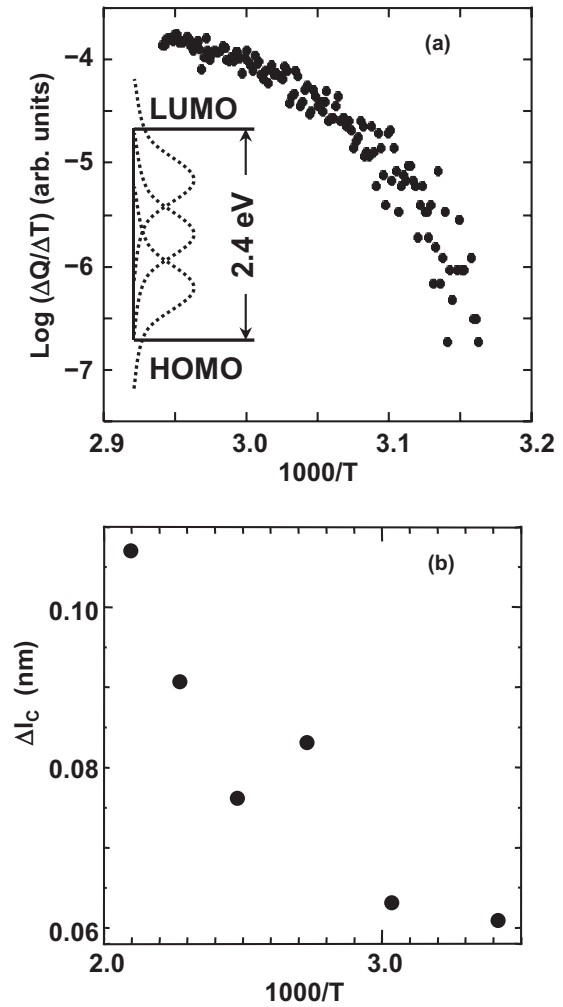 (a)
Log (ΔQ/ΔT) (arb. units)
−4
−5
−6
−7
LUMO
2.4 eV
HOMO
2.9
3.0
3.1
3.2
1000/T
(b)
ΔI_C (nm)
0.10
0.08
0.06
2.0
3.0
1000/T